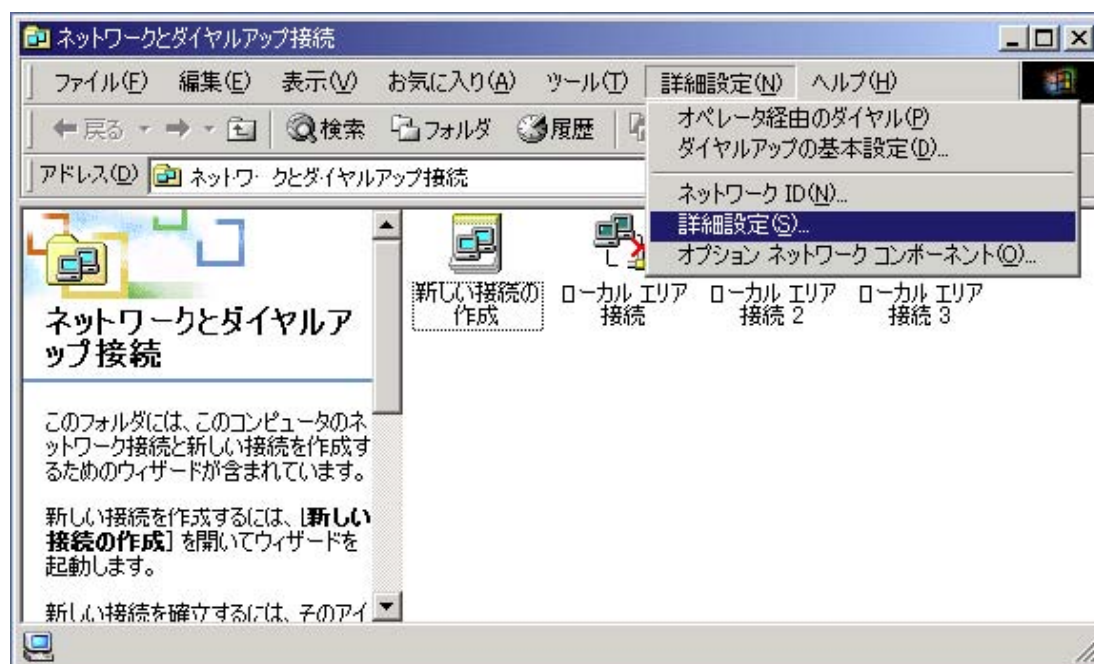 ネットワークとダイヤルアップ接続
ファイル(F) 編集(E) 表示(V) お気に入り(A) ツール(T) 詳細設定(N) ヘルプ(H)
戻る 検索 フォルダ 履歴
オペレータ経由のダイヤル(P)
ダイヤルアップの基本設定(D)...
ネットワーク ID(N)...
詳細設定(S)...
オプション ネットワーク コンポーネント(O)...
アドレス(D) ネットワークとダイヤルアップ接続
新しい接続の
作成
ローカル エリア
接続
ローカル エリア
接続 2
ローカル エリア
接続 3
ネットワークとダイヤルア
ップ接続
このフォルダには、このコンピュータのネ
ットワーク接続と新しい接続を作成す
るためのウィザードが含まれています。
新しい接続を作成するには、[新しい
接続の作成] を開いてウィザードを
起動します。
新しい接続を確立するには、そのアイ